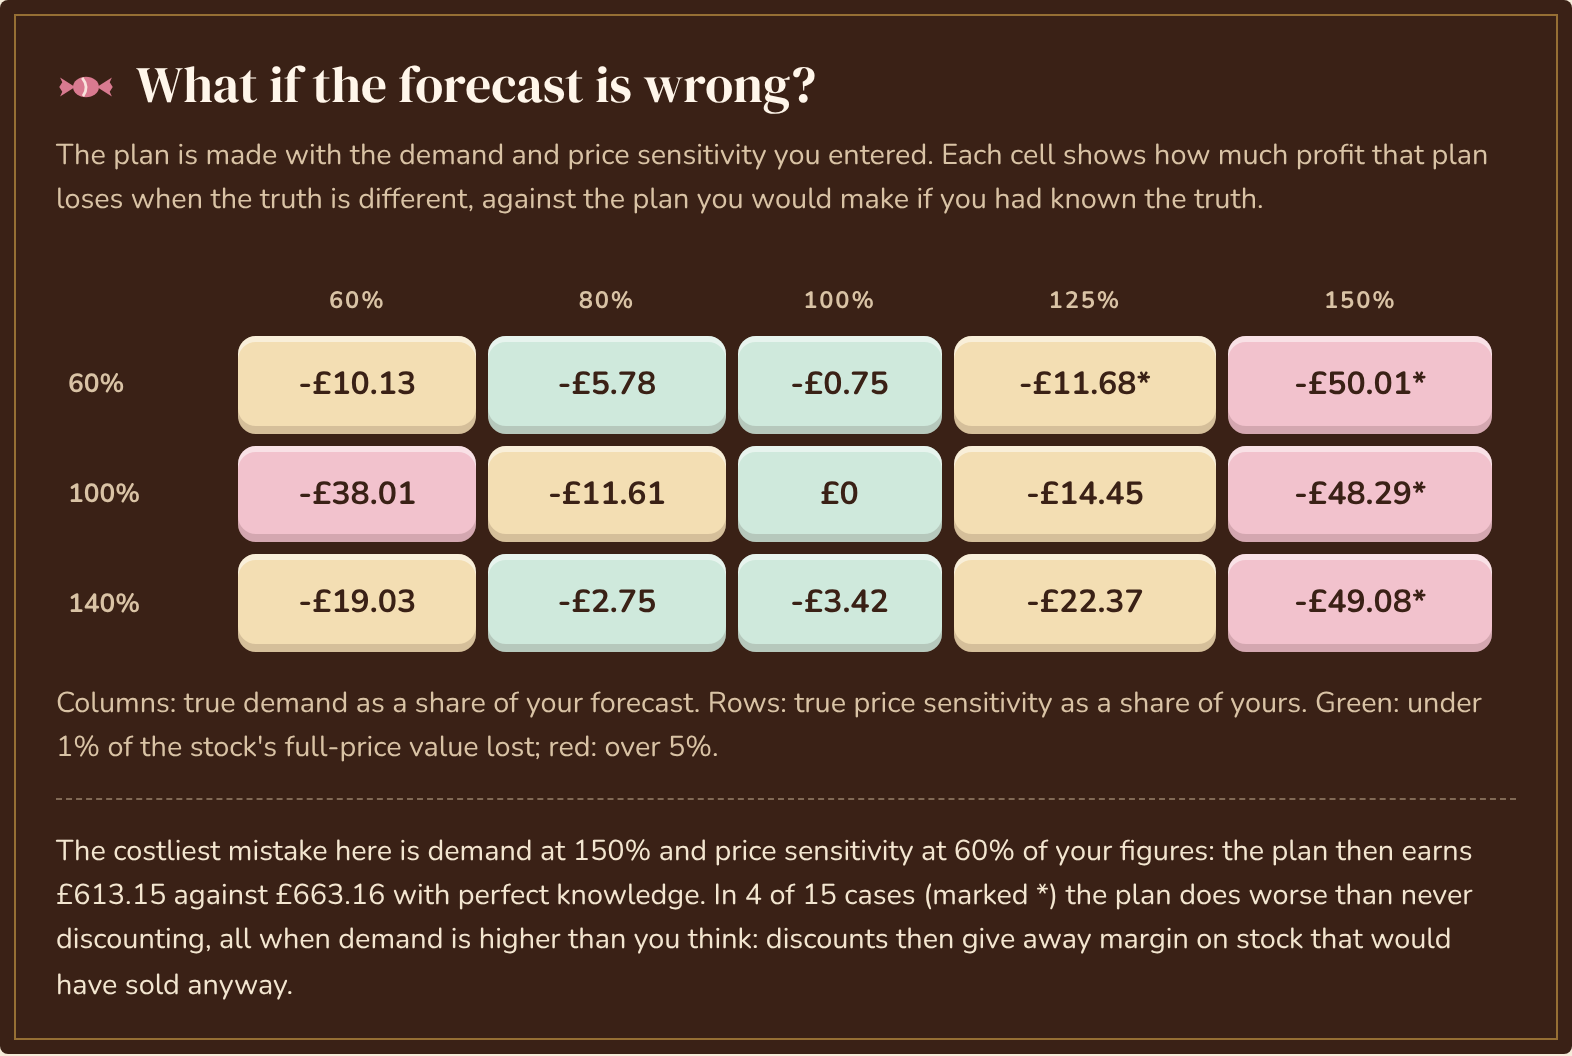 What if the forecast is wrong?
The plan is made with the demand and price sensitivity you entered. Each cell shows how much profit that plan
loses when the truth is different, against the plan you would make if you had known the truth.
60% 80% 100% 125% 150%
60% -£10.13 -£5.78 -£0.75 -£11.68* -£50.01*
100% -£38.01 -£11.61 £0 -£14.45 -£48.29*
140% -£19.03 -£2.75 -£3.42 -£22.37 -£49.08*
Columns: true demand as a share of your forecast. Rows: true price sensitivity as a share of yours. Green: under
1% of the stock's full-price value lost; red: over 5%.
The costliest mistake here is demand at 150% and price sensitivity at 60% of your figures: the plan then earns
£613.15 against £663.16 with perfect knowledge. In 4 of 15 cases (marked *) the plan does worse than never
discounting, all when demand is higher than you think: discounts then give away margin on stock that would
have sold anyway.